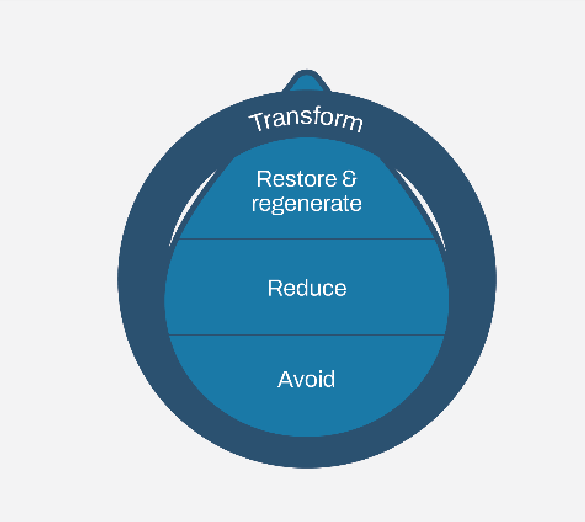 Transform
Restore &
regenerate
Reduce
Avoid